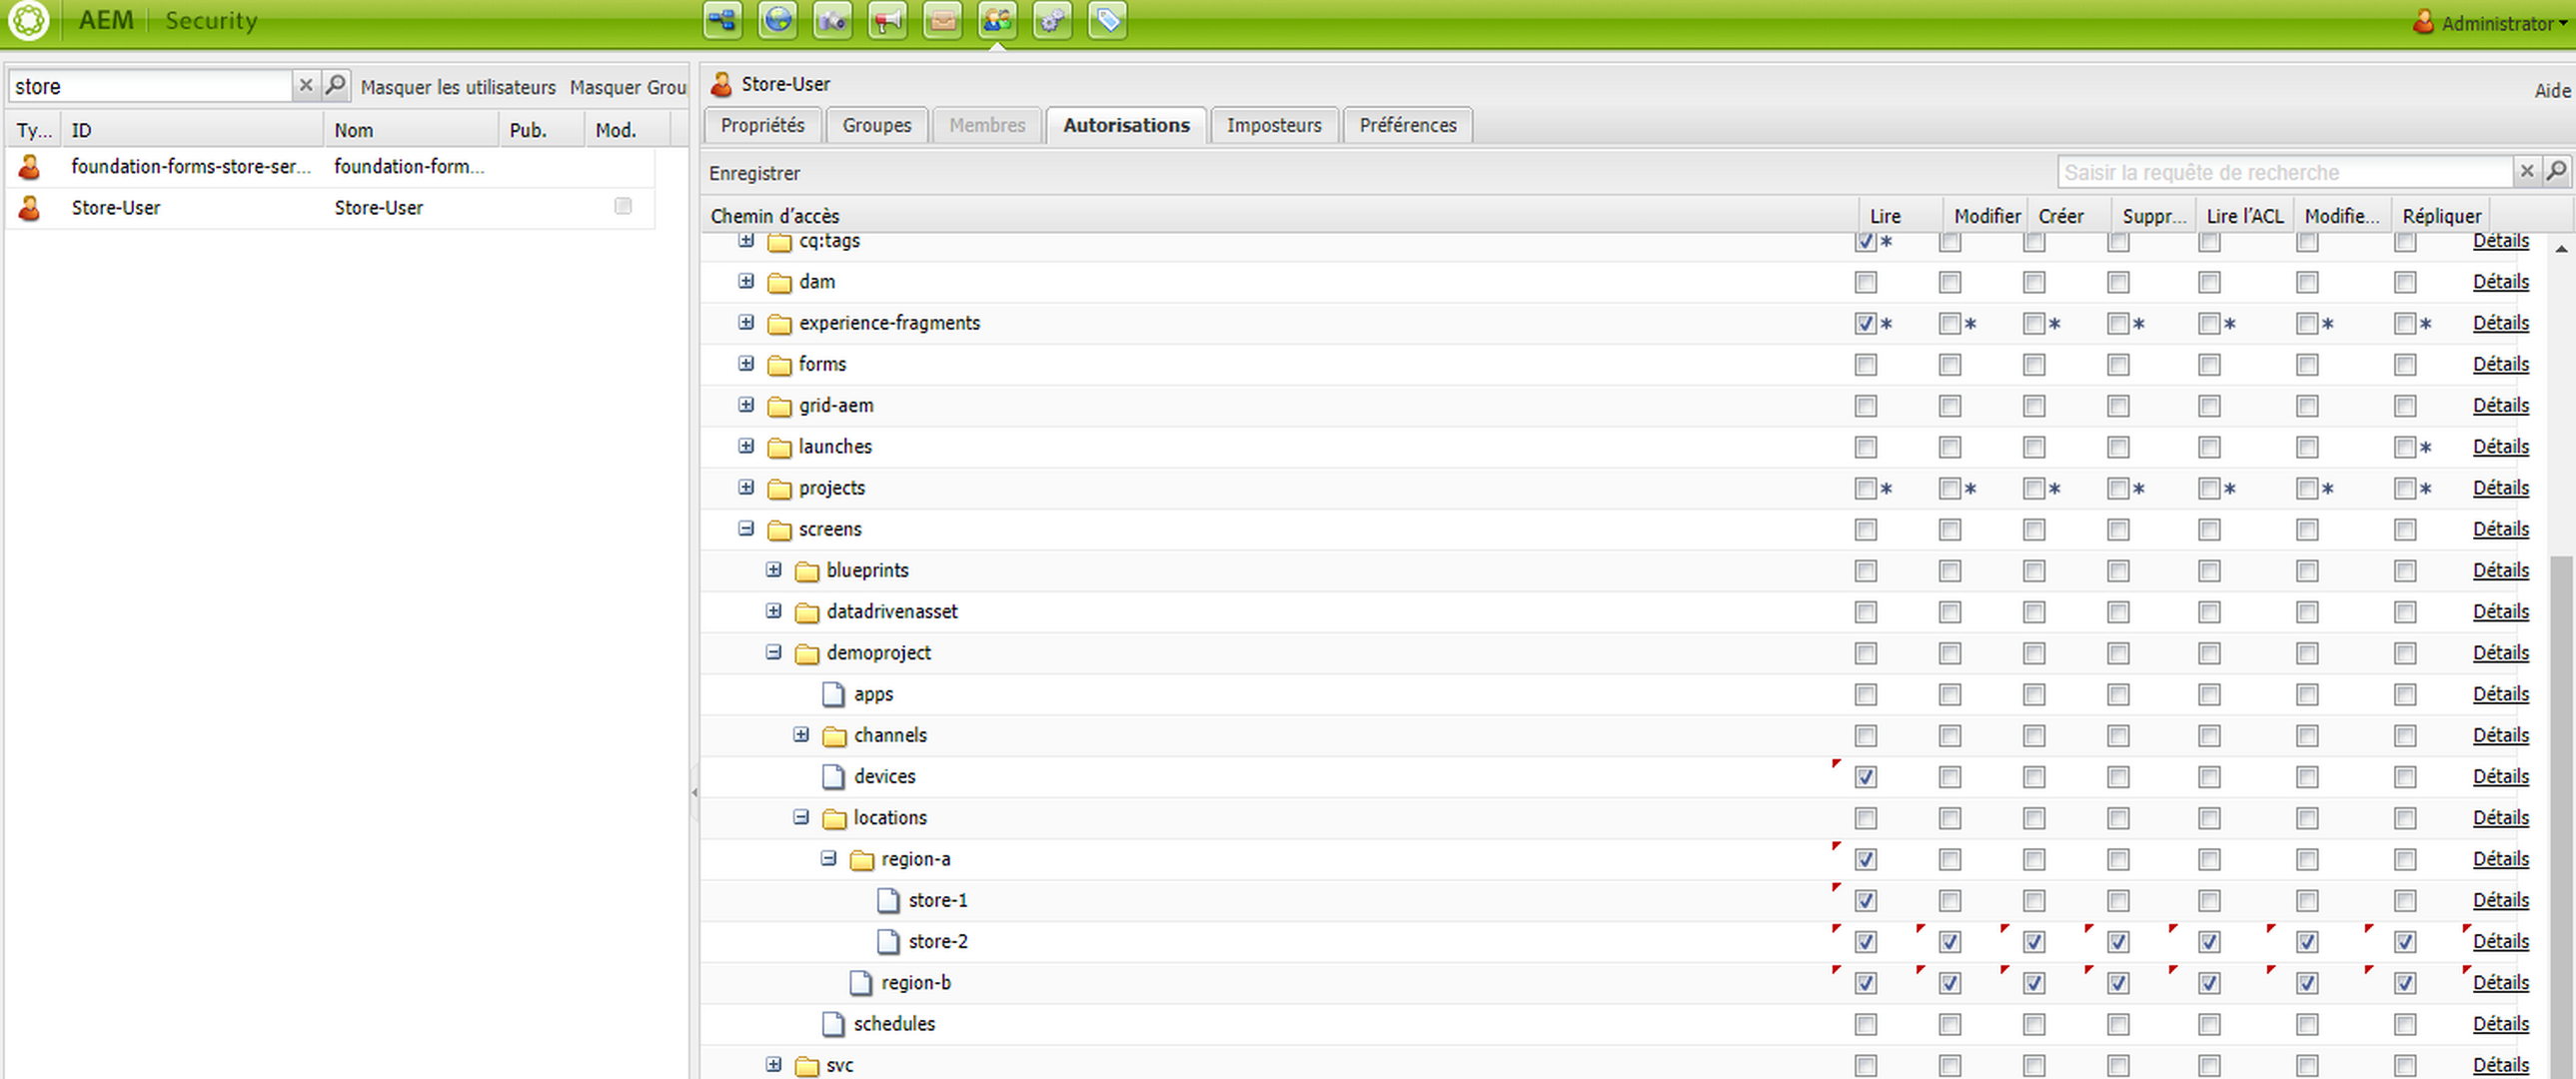 AEM Security Administrator
store Masquer les utilisateurs Masquer Grou
Ty... ID Nom Pub. Mod.
foundation-forms-store-ser... foundation-form...
Store-User Store-User
Store-User Aide
Propriétés Groupes Membres Autorisations Imposteurs Préférences
Enregistrer Saisir la requête de recherche
Chemin d'accès Lire Modifier Créer Suppr... Lire l'ACL Modifie... Répliquer
cq:tags * Détails
dam Détails
experience-fragments * * * * * * * Détails
forms Détails
grid-aem Détails
launches * Détails
projects * * * * * * * Détails
screens Détails
blueprints Détails
datadrivenasset Détails
demoproject Détails
apps Détails
channels Détails
devices Détails
locations Détails
region-a Détails
store-1 Détails
store-2 Détails
region-b Détails
schedules Détails
svc Détails